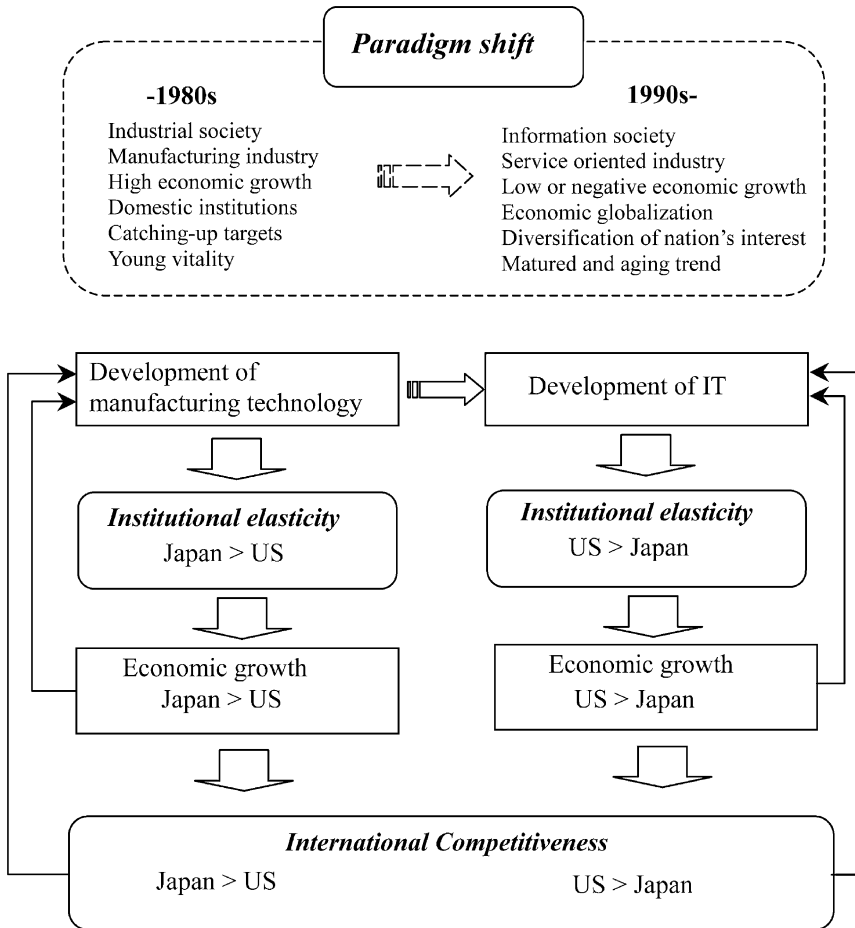 Paradigm shift
-1980s
Industrial society
Manufacturing industry
High economic growth
Domestic institutions
Catching-up targets
Young vitality
1990s-
Information society
Service oriented industry
Low or negative economic growth
Economic globalization
Diversification of nation's interest
Matured and aging trend
Development of
manufacturing technology
Development of IT
Institutional elasticity
Japan > US
Institutional elasticity
US > Japan
Economic growth
Japan > US
Economic growth
US > Japan
International Competitiveness
Japan > US
US > Japan